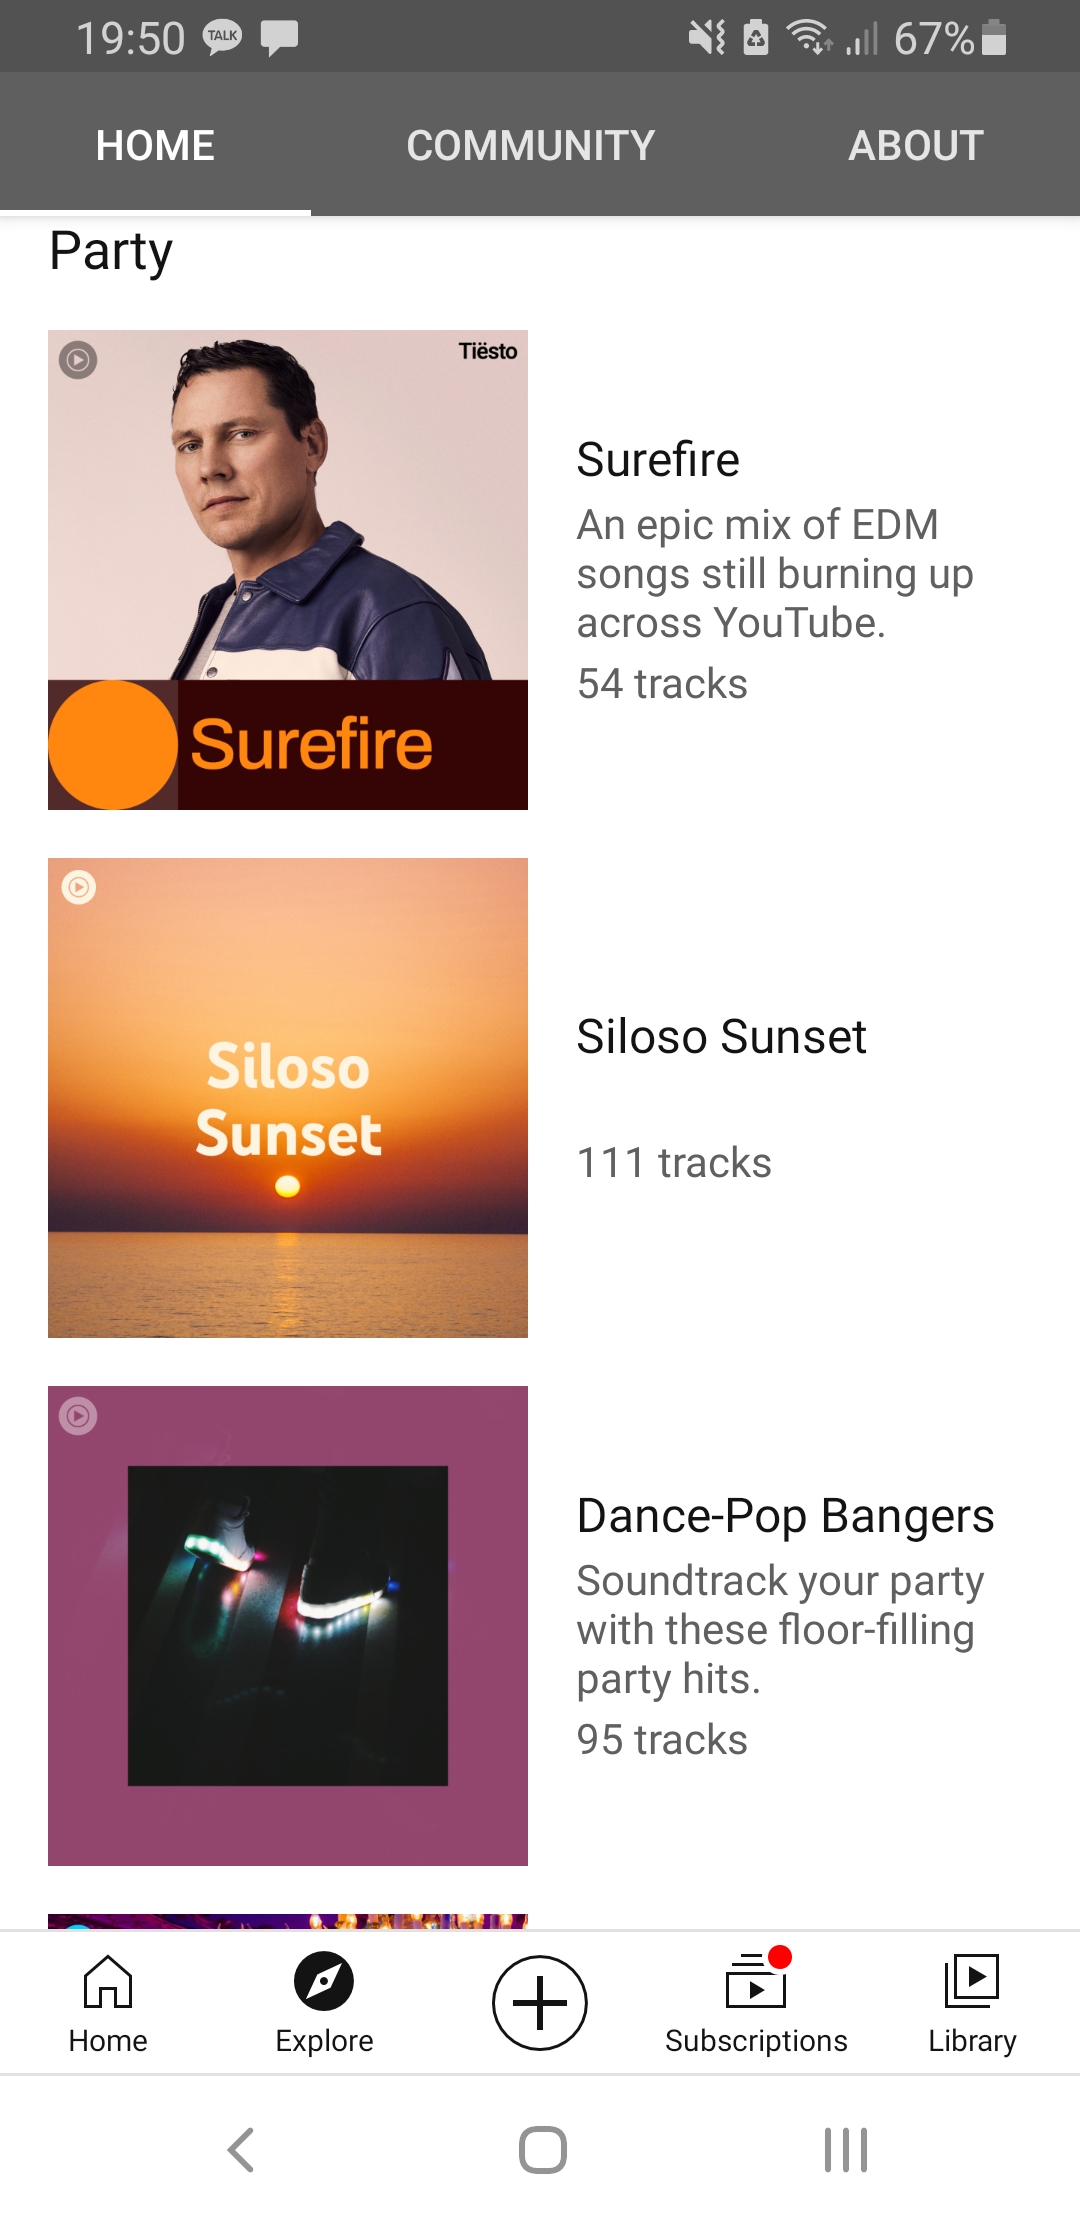 19:50 TALK 67%
HOME COMMUNITY ABOUT
Party
Tiësto
Surefire
Surefire
An epic mix of EDM
songs still burning up
across YouTube.
54 tracks
Siloso
Sunset
Siloso Sunset
111 tracks
Dance-Pop Bangers
Soundtrack your party
with these floor-filling
party hits.
95 tracks
Home Explore Subscriptions Library